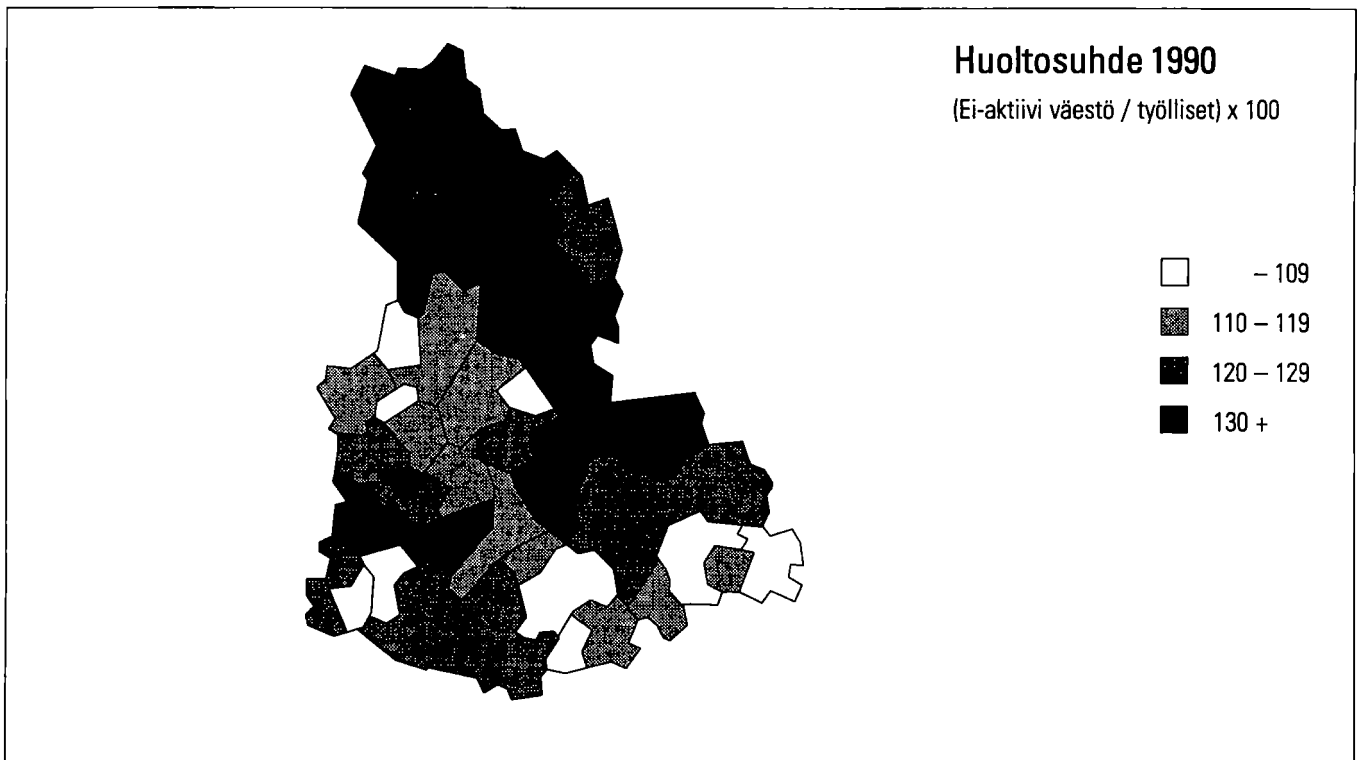 Huoltosuhde 1990
(Ei-aktiivi väestö / työlliset) x 100
– 109
110 – 119
120 – 129
130 +